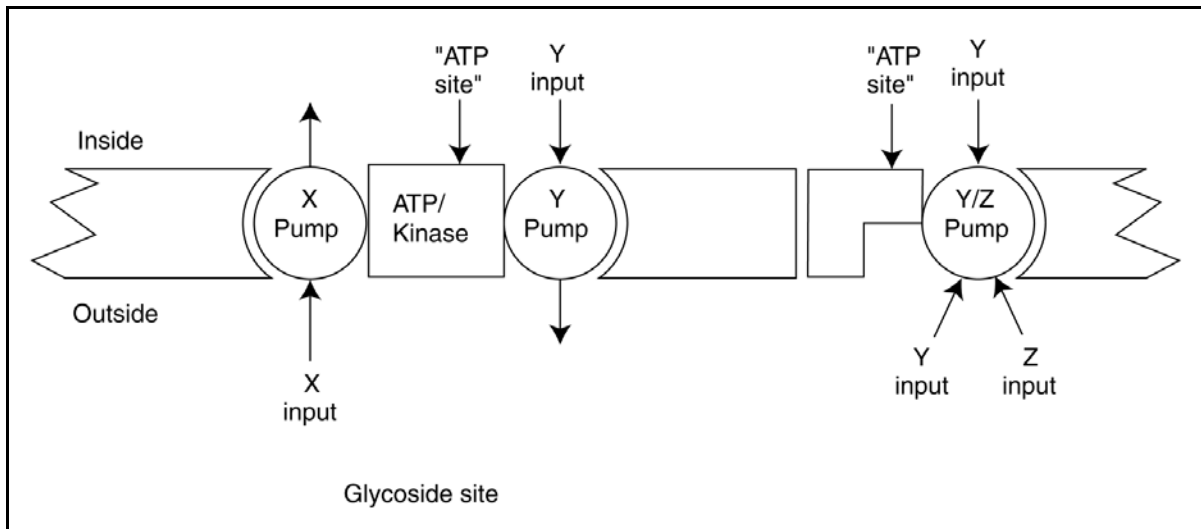 "ATP
site"
Y
input
"ATP
site"
Y
input
Inside
X
Pump
ATP/
Kinase
Y
Pump
Y/Z
Pump
Outside
X
input
Y
input
Z
input
Glycoside site